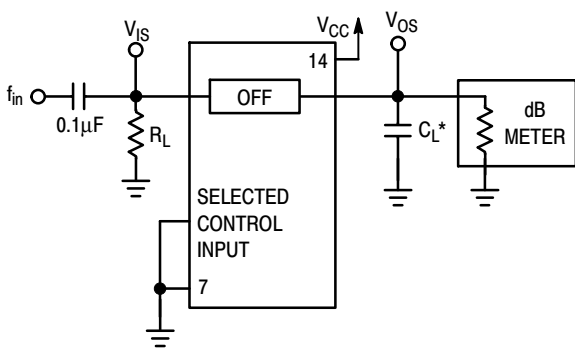 V_IS
V_CC
14
V_OS
f_in
0.1μF
R_L
OFF
C_L*
dB
METER
SELECTED
CONTROL
INPUT
7